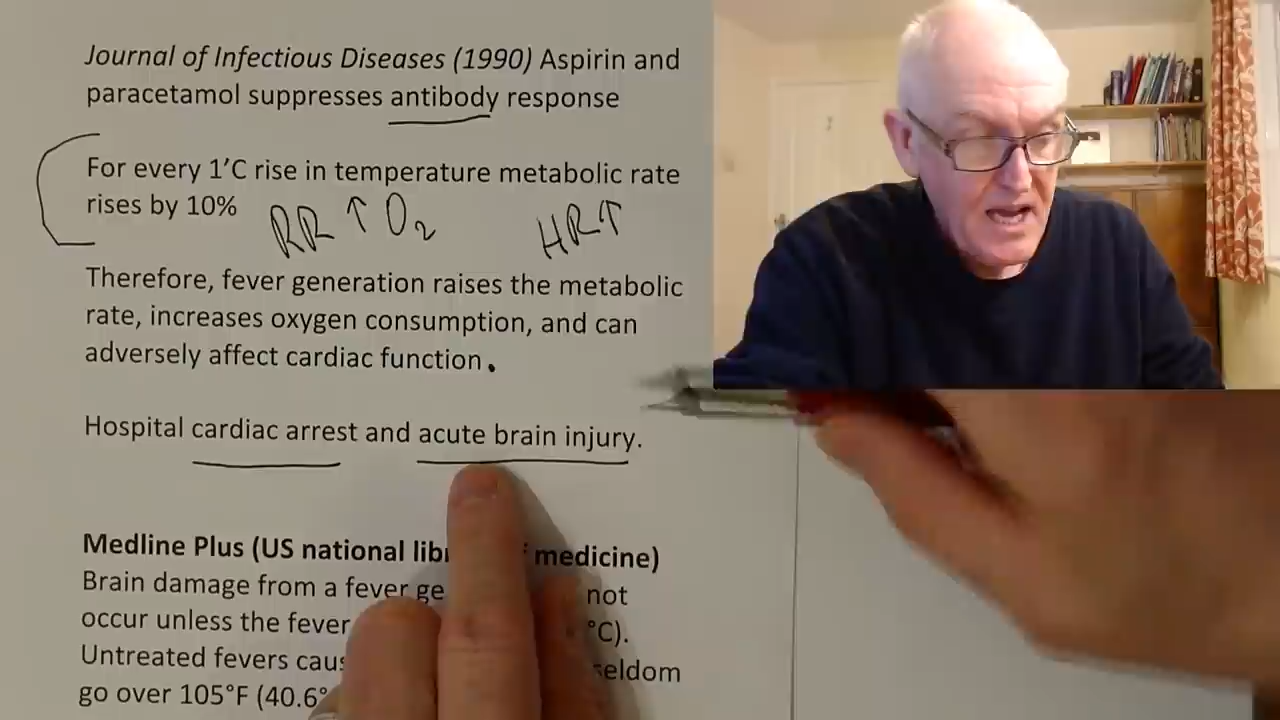 Journal of Infectious Diseases (1990) Aspirin and
paracetamol suppresses antibody response
For every 1'C rise in temperature metabolic rate
rises by 10%
RR ↑ O₂ HR↑
Therefore, fever generation raises the metabolic
rate, increases oxygen consumption, and can
adversely affect cardiac function.
Hospital cardiac arrest and acute brain injury.
Medline Plus (US national medicine)
Brain damage from a fever not
occur unless the fever °C).
Untreated fevers seldom
go over 105°F (40.6°